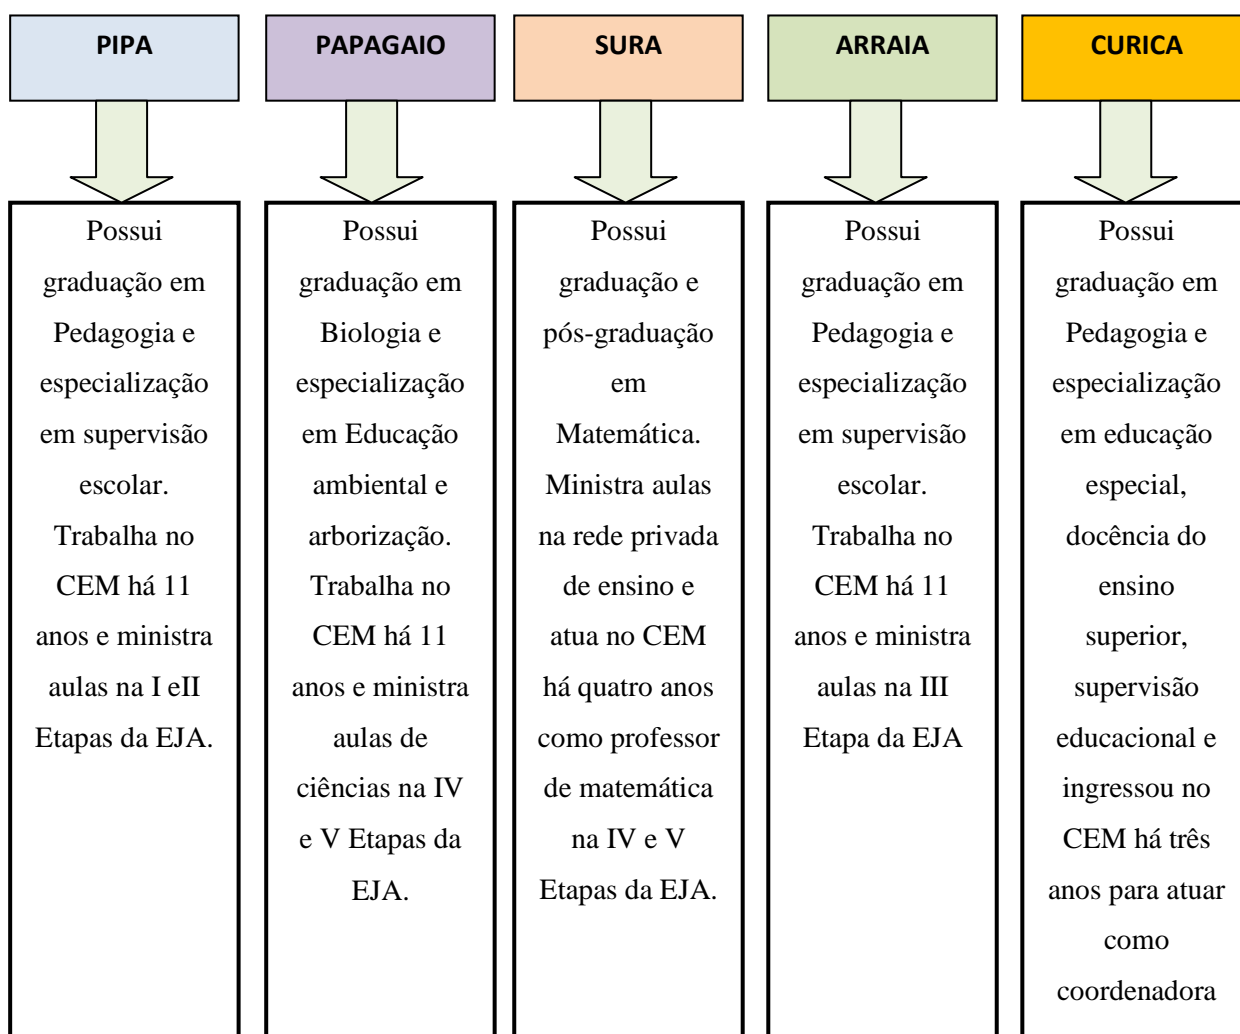 PIPA
Possui
graduação em
Pedagogia e
especialização
em supervisão
escolar.
Trabalha no
CEM há 11
anos e ministra
aulas na I eII
Etapas da EJA.
PAPAGAIO
Possui
graduação em
Biologia e
especialização
em Educação
ambiental e
arborização.
Trabalha no
CEM há 11
anos e ministra
aulas de
ciências na IV
e V Etapas da
EJA.
SURA
Possui
graduação e
pós-graduação
em
Matemática.
Ministra aulas
na rede privada
de ensino e
atua no CEM
há quatro anos
como professor
de matemática
na IV e V
Etapas da EJA.
ARRAIA
Possui
graduação em
Pedagogia e
especialização
em supervisão
escolar.
Trabalha no
CEM há 11
anos e ministra
aulas na III
Etapa da EJA
CURICA
Possui
graduação em
Pedagogia e
especialização
em educação
especial,
docência do
ensino
superior,
supervisão
educacional e
ingressou no
CEM há três
anos para atuar
como
coordenadora